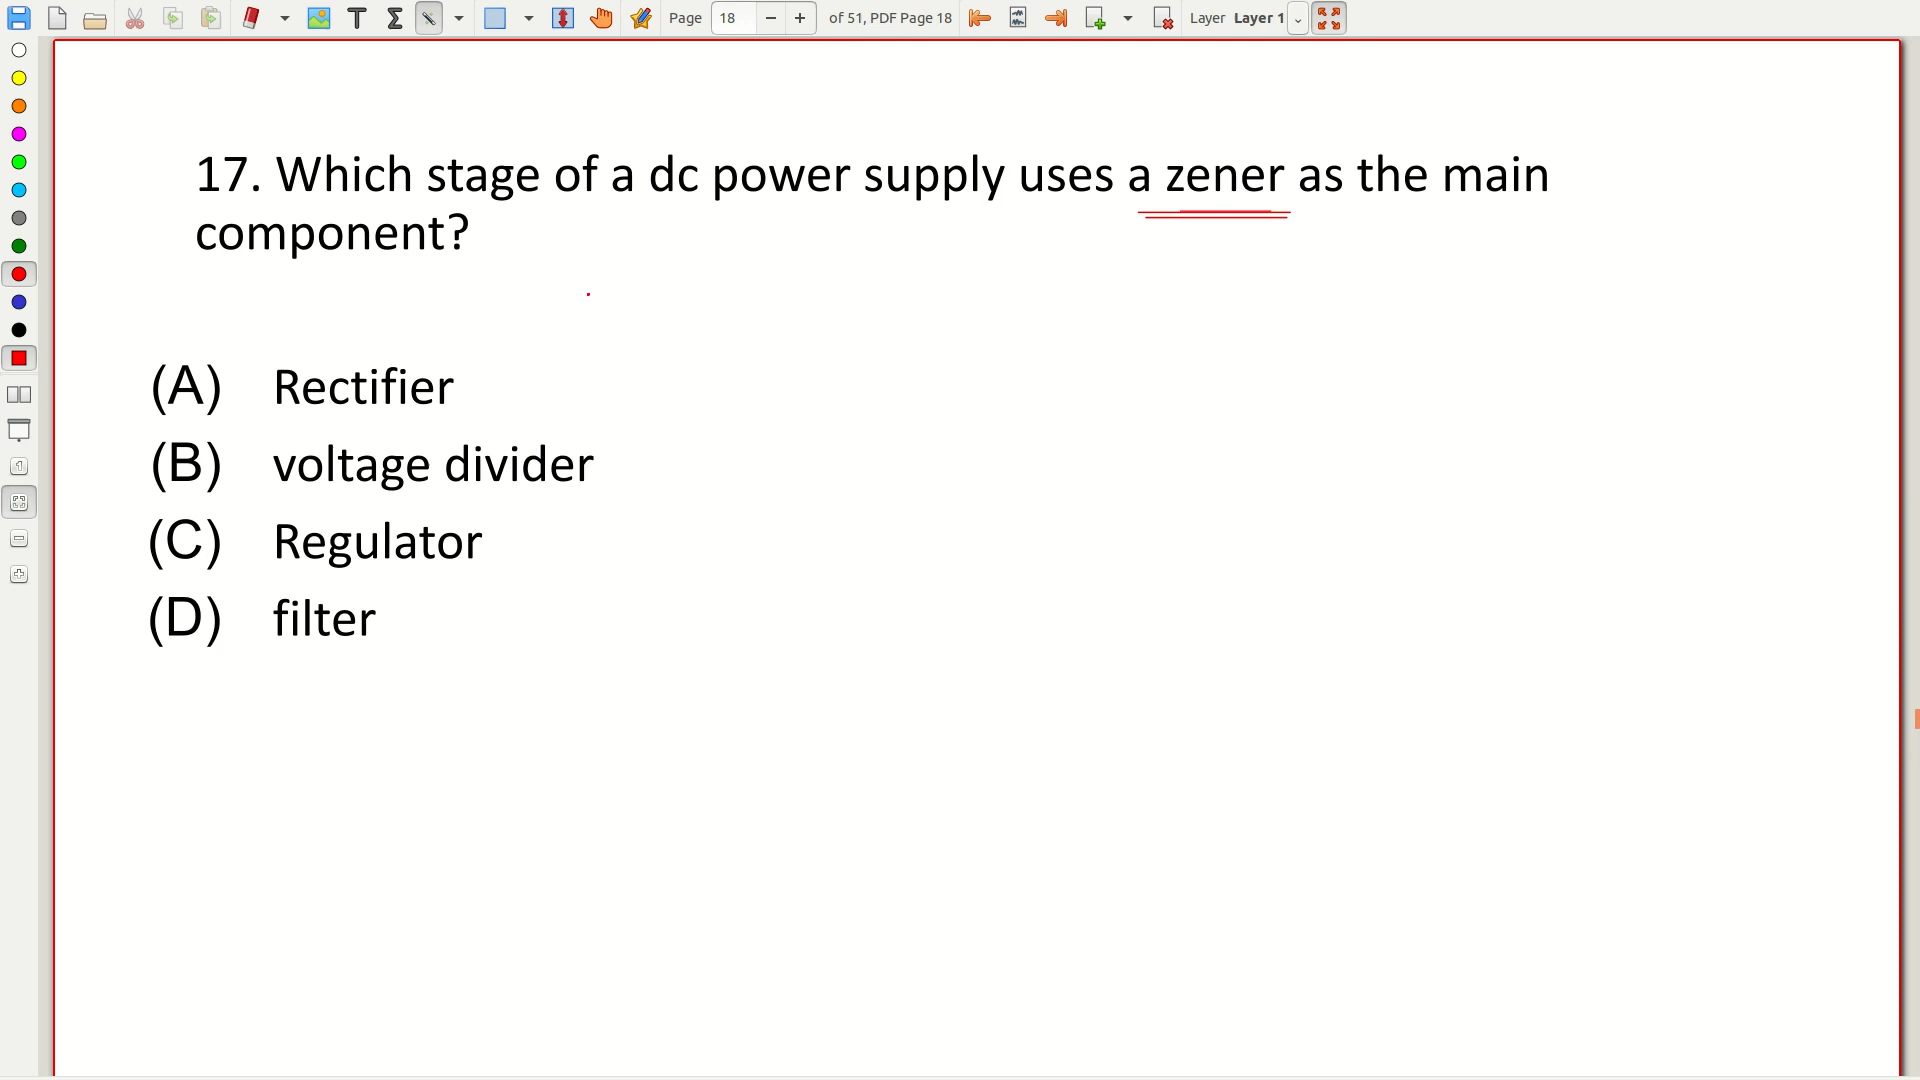 Page 18 of 51, PDF Page 18 Layer Layer 1
17. Which stage of a dc power supply uses a zener as the main
component?
(A) Rectifier
(B) voltage divider
(C) Regulator
(D) filter